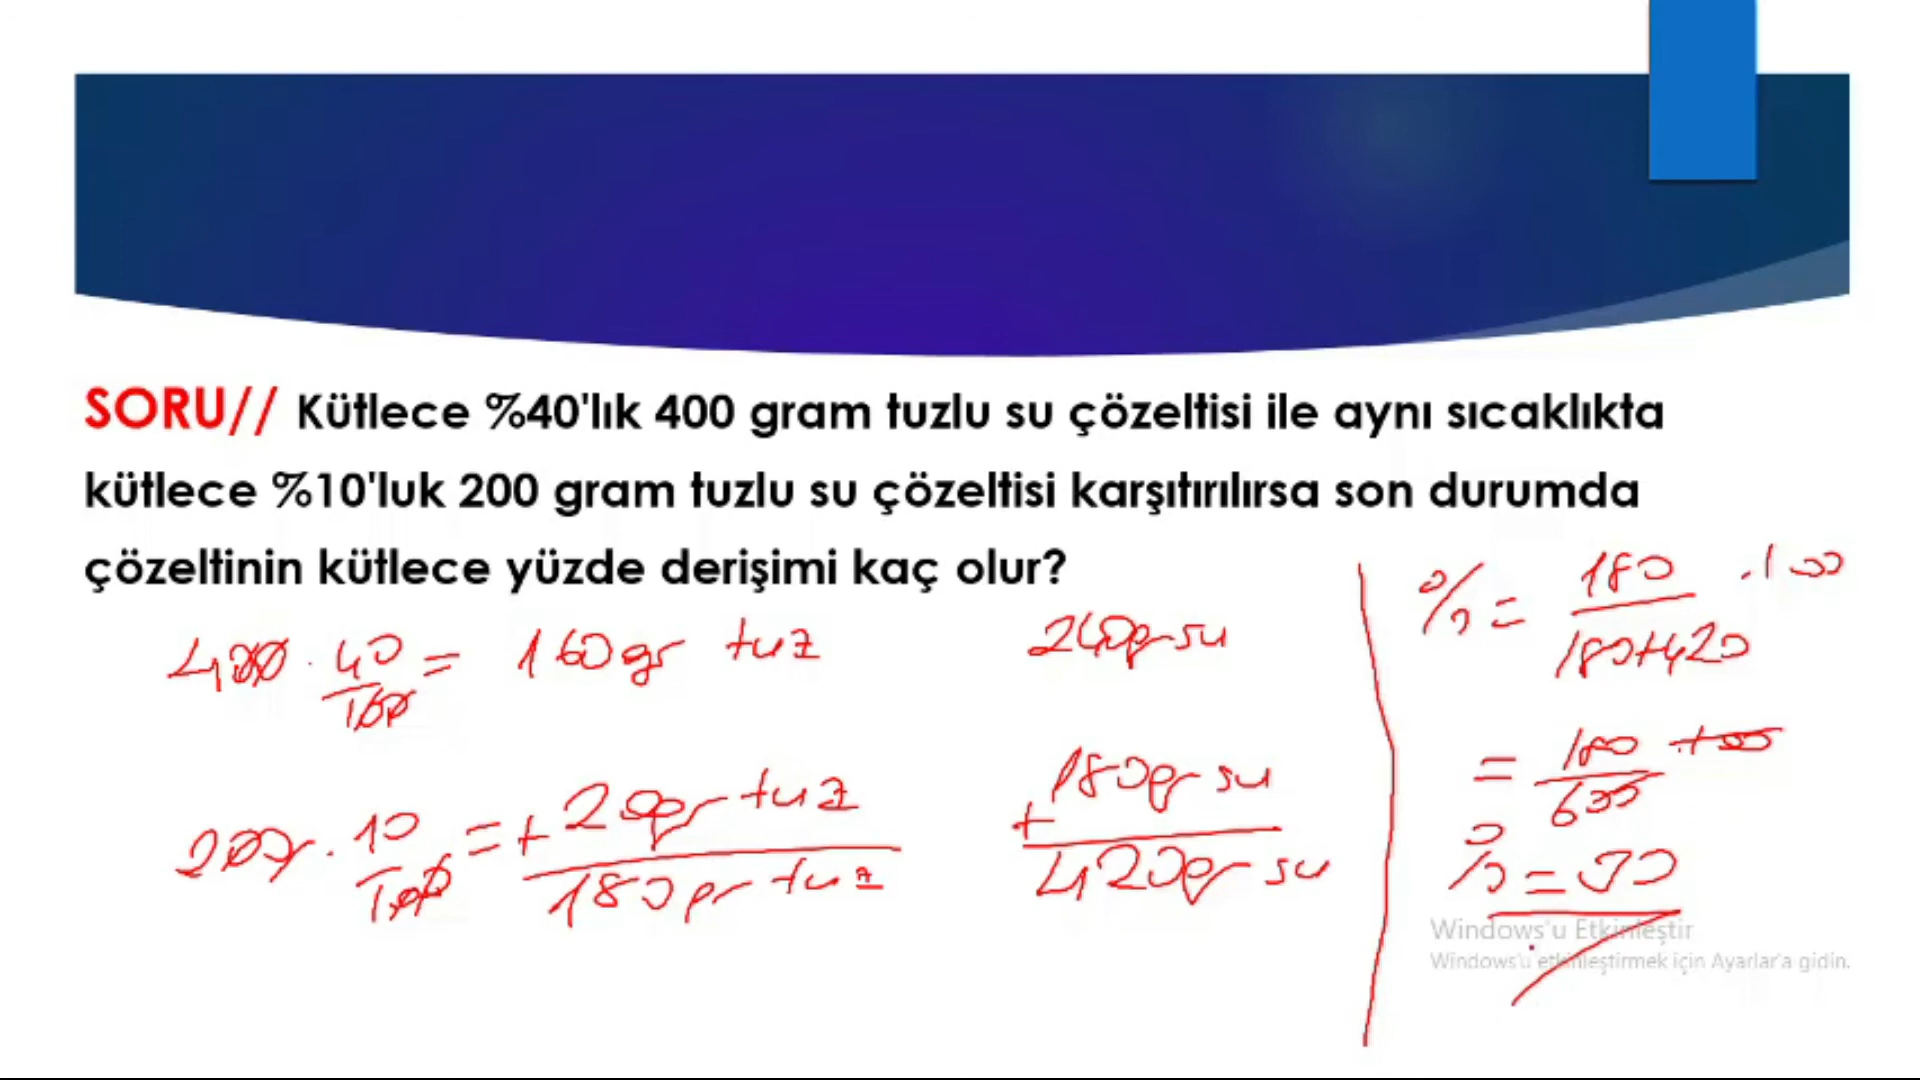 SORU// Kütlece %40'lık 400 gram tuzlu su çözeltisi ile aynı sıcaklıkta
kütlece %10'luk 200 gram tuzlu su çözeltisi karşıtırılırsa son durumda
çözeltinin kütlece yüzde derişimi kaç olur?
400 . 40/100 = 160gr tuz 240gr su
200 . 10/100 = + 20gr tuz + 180gr su
180gr tuz 420gr su
% = 180/180+420 .100
= 180/600 .100
% = 30
Windows'u Etkinleştir
Windows'u etkinleştirmek için Ayarlar'a gidin.